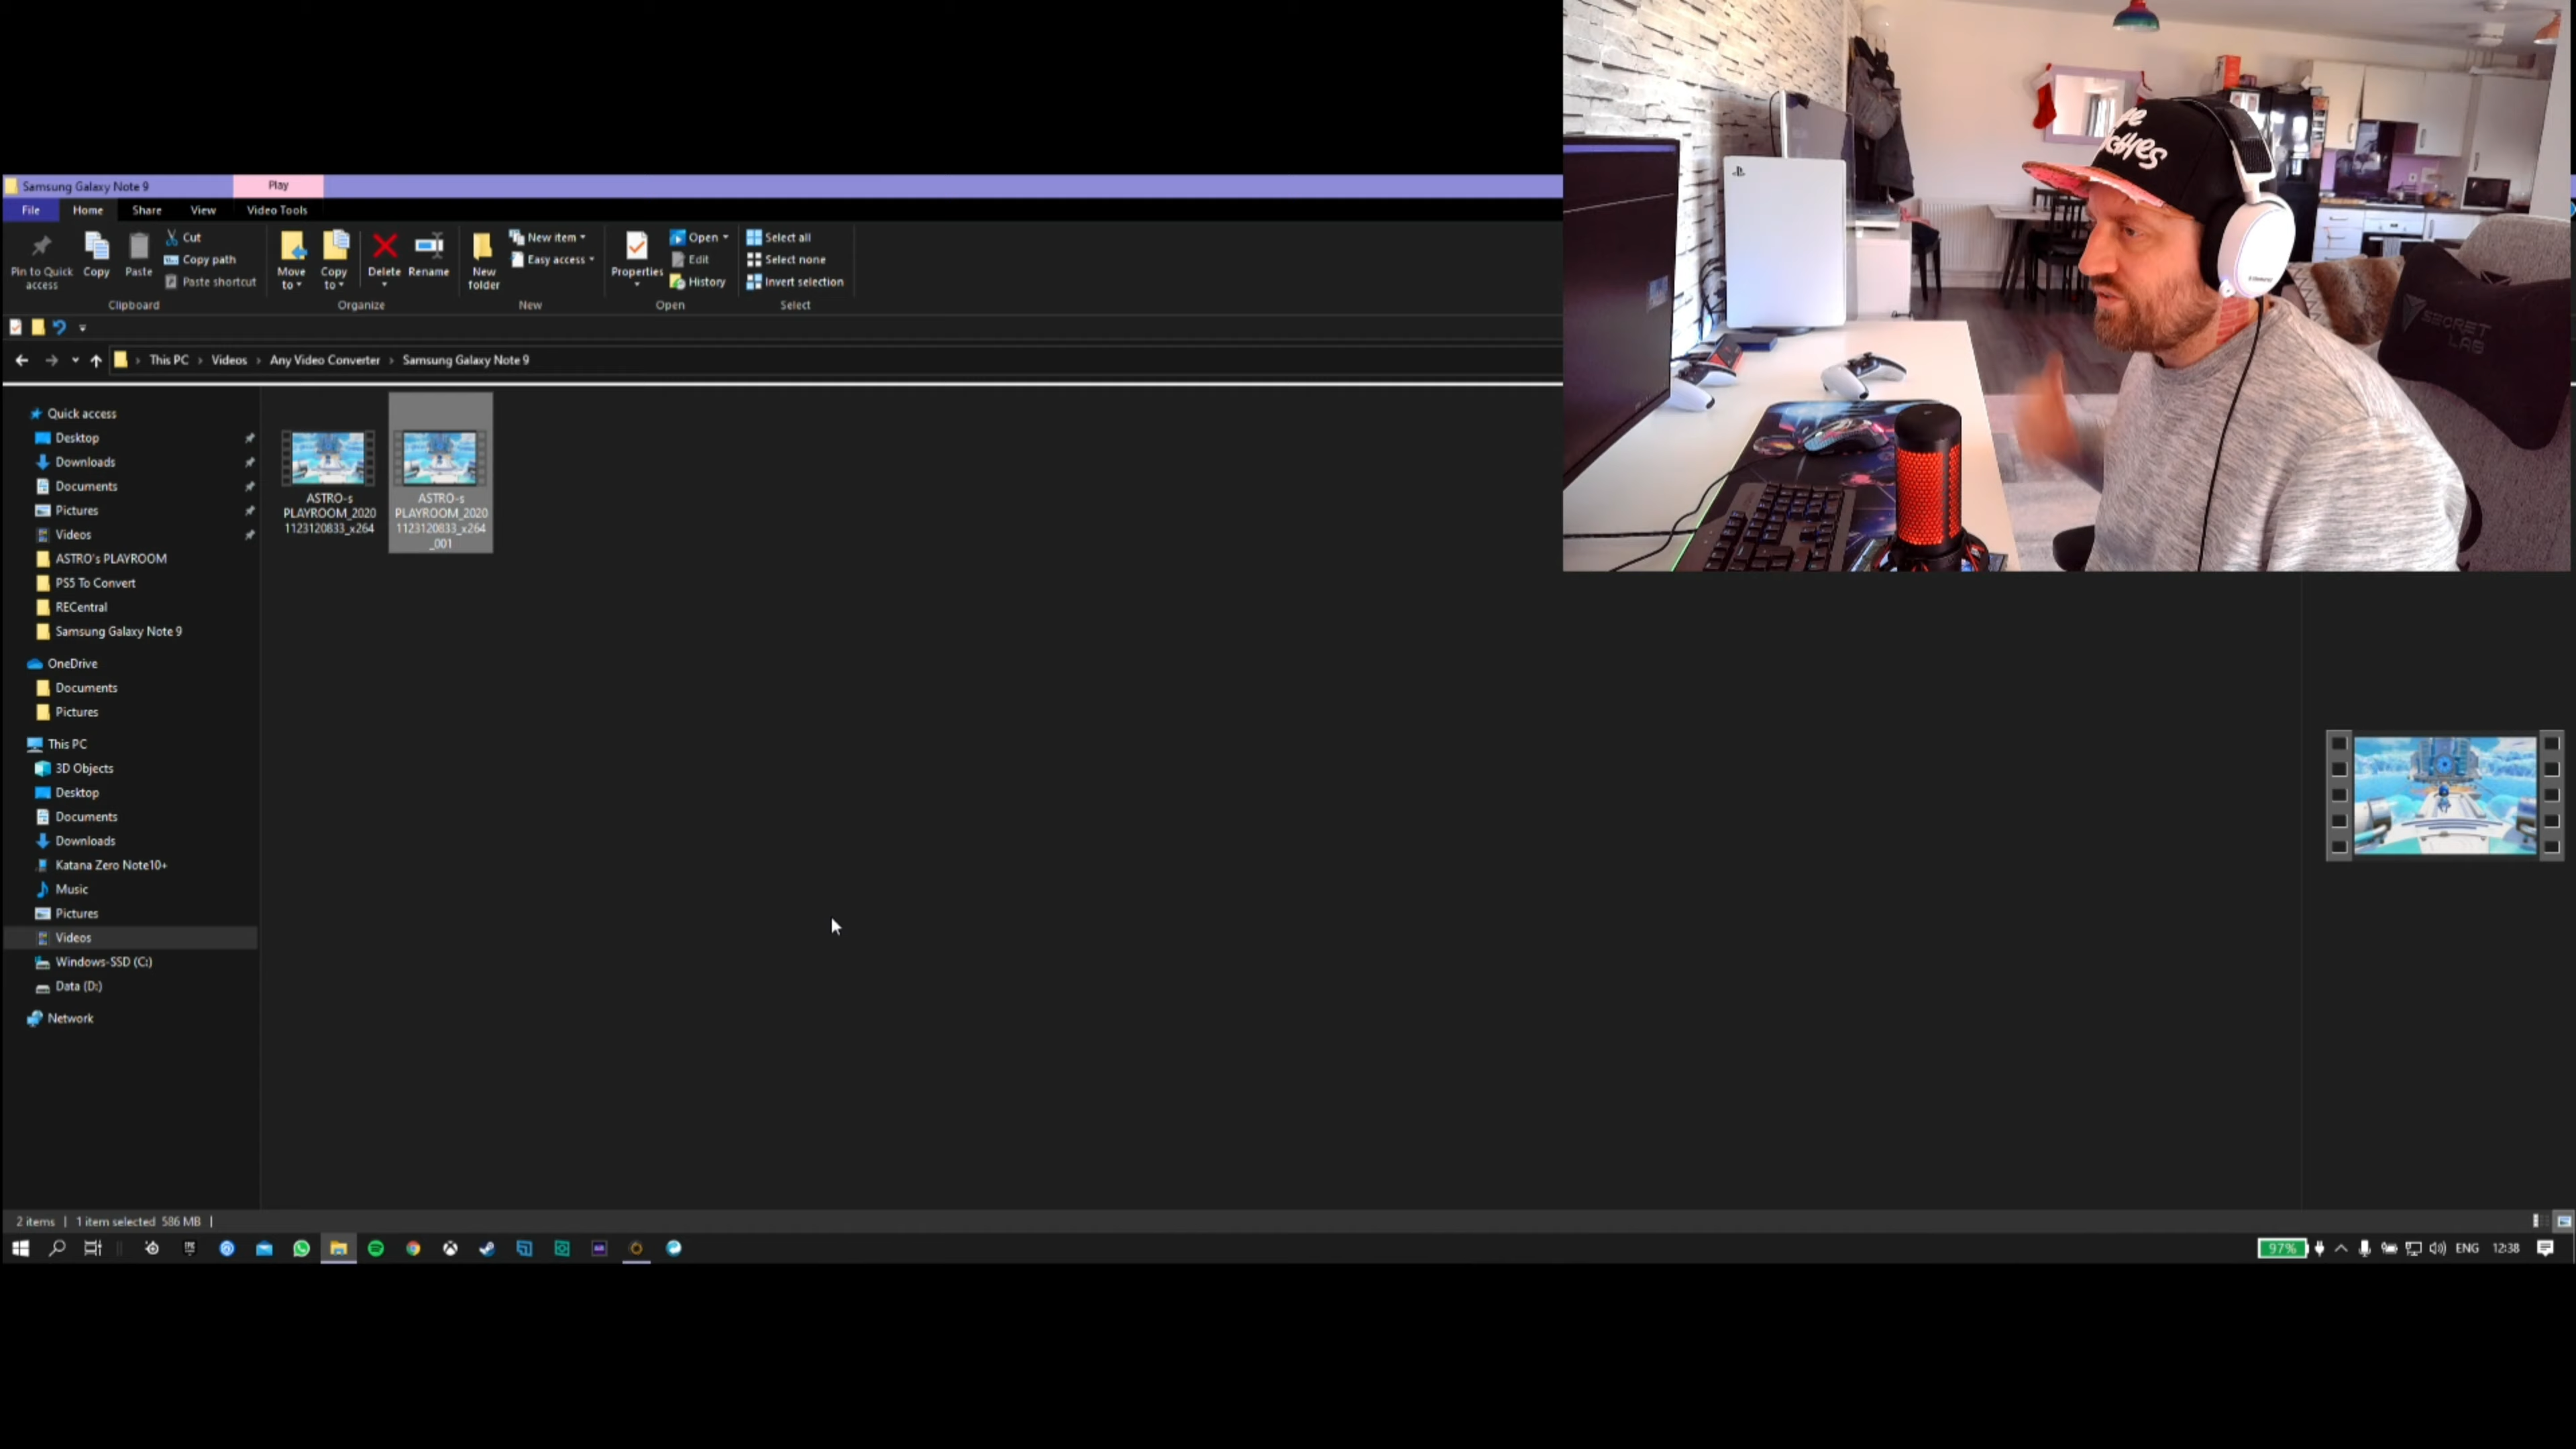 Samsung Galaxy Note 9
Play
File Home Share View Video Tools
Pin to Quick access
Copy
Paste
Cut
Copy path
Paste shortcut
Clipboard
Move to
Copy to
Delete
Rename
Organize
New folder
New item
Easy access
New
Properties
Open
Edit
History
Open
Select all
Select none
Invert selection
Select
This PC › Videos › Any Video Converter › Samsung Galaxy Note 9
Quick access
Desktop
Downloads
Documents
Pictures
Videos
ASTRO's PLAYROOM
PS5 To Convert
RECentral
Samsung Galaxy Note 9
OneDrive
Documents
Pictures
This PC
3D Objects
Desktop
Documents
Downloads
Katana Zero Note10+
Music
Pictures
Videos
Windows-SSD (C:)
Data (D:)
Network
ASTRO-s
PLAYROOM_2020
1123120833_x264
ASTRO-s
PLAYROOM_2020
1123120833_x264
_001
SECRET
LAB
2 items | 1 item selected 586 MB |
97% ENG 12:38